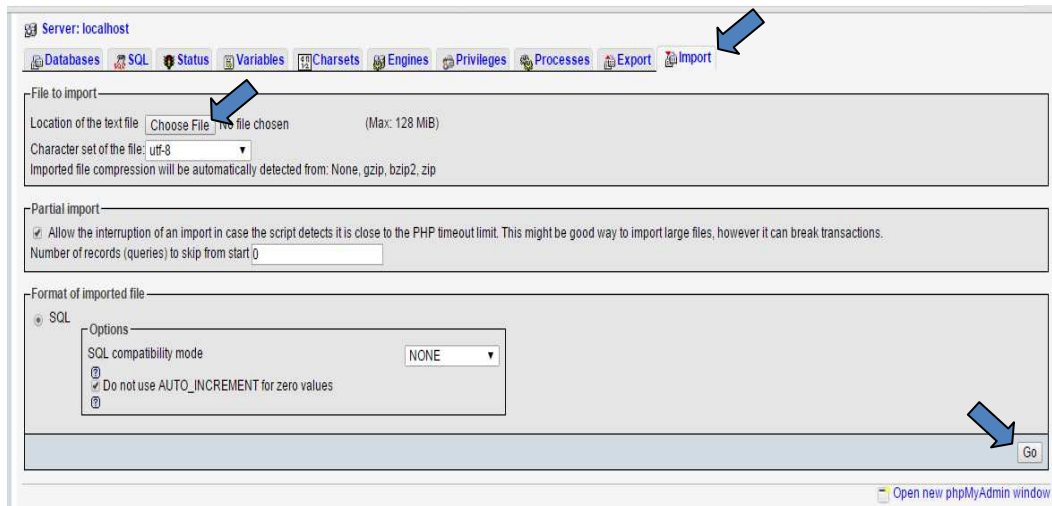 Server: localhost
Databases SQL Status Variables Charsets Engines Privileges Processes Export Import
File to import
Location of the text file Choose File No file chosen (Max: 128 MiB)
Character set of the file: utf-8
Imported file compression will be automatically detected from: None, gzip, bzip2, zip
Partial import
Allow the interruption of an import in case the script detects it is close to the PHP timeout limit. This might be good way to import large files, however it can break transactions.
Number of records (queries) to skip from start 0
Format of imported file
SQL
Options
SQL compatibility mode NONE
?
Do not use AUTO_INCREMENT for zero values
?
Go
Open new phpMyAdmin window